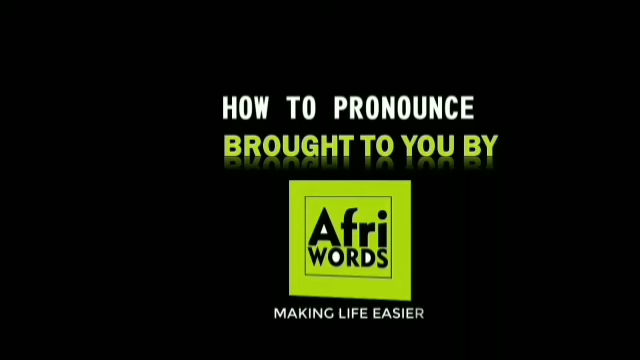 HOW TO PRONOUNCE
BROUGHT TO YOU BY
Afri
WORDS
MAKING LIFE EASIER